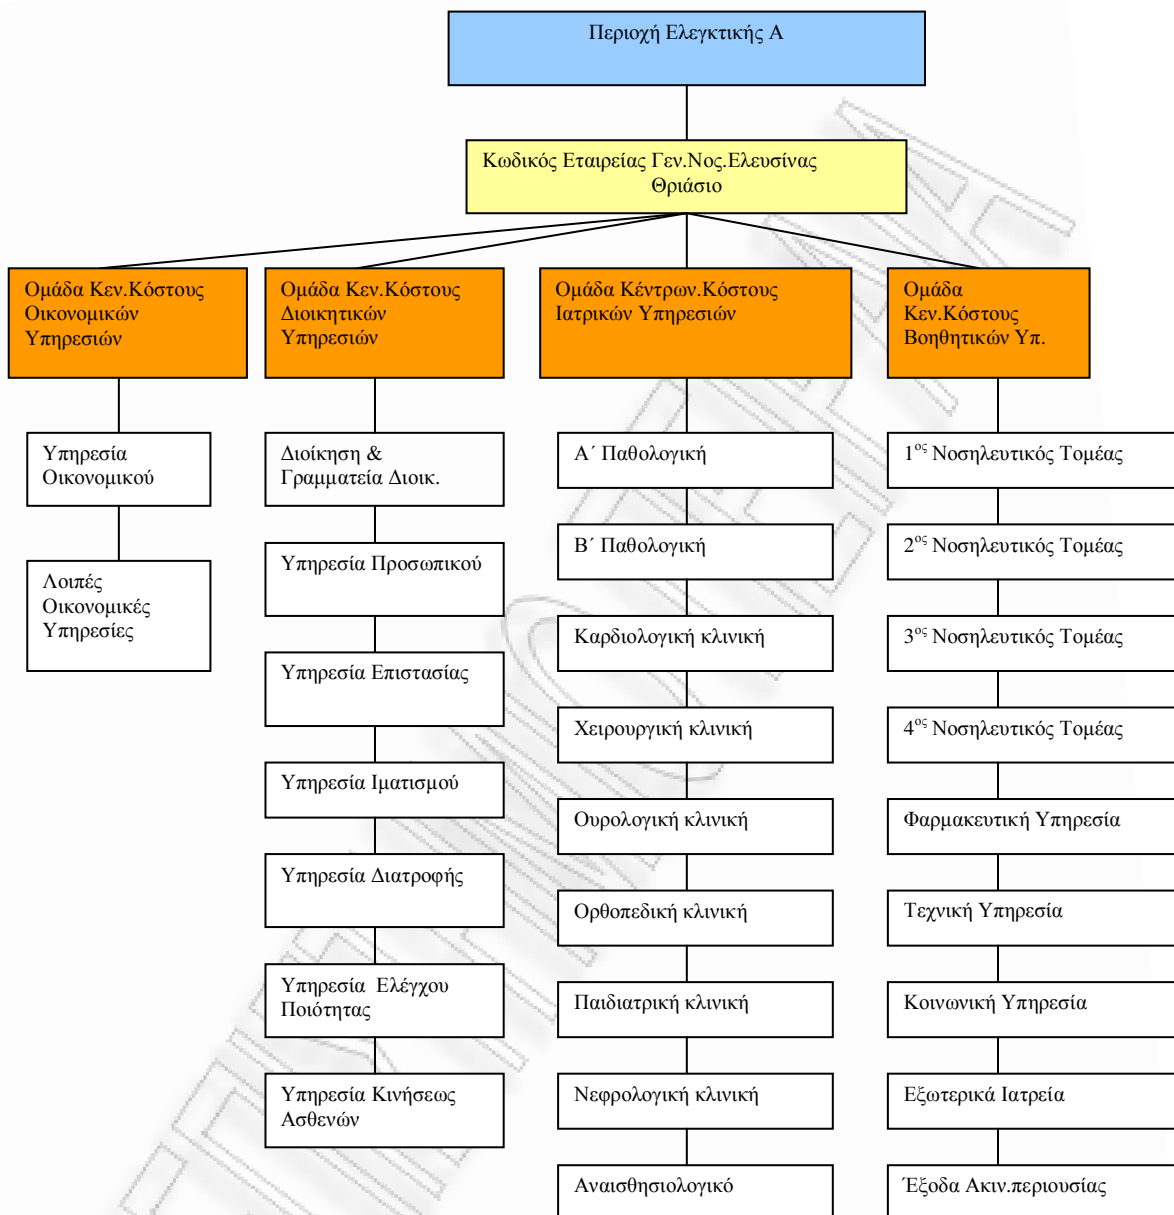 Περιοχή Ελεγκτικής Α
Κωδικός Εταιρείας Γεν.Νος.Ελευσίνας
Θριάσιο
Ομάδα Κεν.Κόστους
Οικονομικών
Υπηρεσιών
Ομάδα Κεν.Κόστους
Διοικητικών
Υπηρεσιών
Ομάδα Κέντρων.Κόστους
Ιατρικών Υπηρεσιών
Ομάδα
Κεν.Κόστους
Βοηθητικών Υπ.
Υπηρεσία
Οικονομικού
Λοιπές
Οικονομικές
Υπηρεσίες
Διοίκηση &
Γραμματεία Διοικ.
Υπηρεσία Προσωπικού
Υπηρεσία Επιστασίας
Υπηρεσία Ιματισμού
Υπηρεσία Διατροφής
Υπηρεσία Ελέγχου
Ποιότητας
Υπηρεσία Κινήσεως
Ασθενών
Α΄ Παθολογική
Β΄ Παθολογική
Καρδιολογική κλινική
Χειρουργική κλινική
Ουρολογική κλινική
Ορθοπεδική κλινική
Παιδιατρική κλινική
Νεφρολογική κλινική
Αναισθησιολογικό
1ος Νοσηλευτικός Τομέας
2ος Νοσηλευτικός Τομέας
3ος Νοσηλευτικός Τομέας
4ος Νοσηλευτικός Τομέας
Φαρμακευτική Υπηρεσία
Τεχνική Υπηρεσία
Κοινωνική Υπηρεσία
Εξωτερικά Ιατρεία
Έξοδα Ακιν.περιουσίας